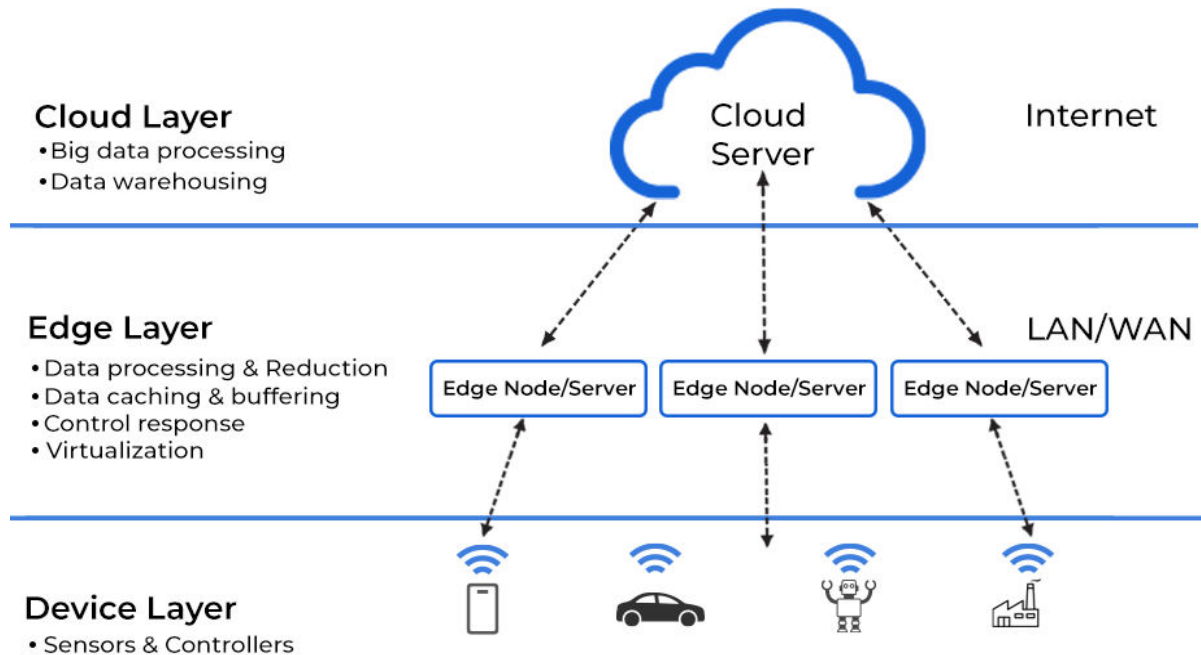 Cloud Layer
• Big data processing
• Data warehousing
Cloud
Server
Internet
Edge Layer
• Data processing & Reduction
• Data caching & buffering
• Control response
• Virtualization
LAN/WAN
Edge Node/Server
Edge Node/Server
Edge Node/Server
Device Layer
• Sensors & Controllers